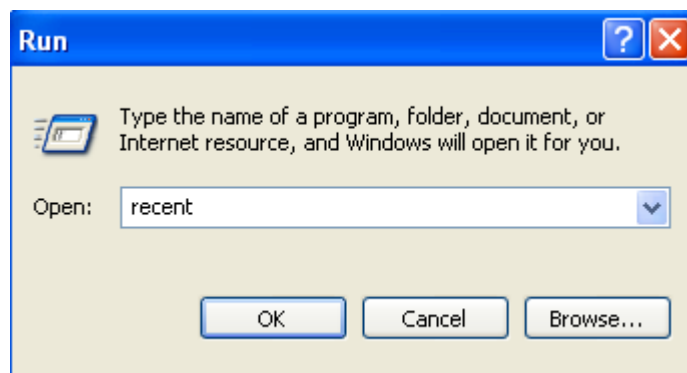 Run
Type the name of a program, folder, document, or
Internet resource, and Windows will open it for you.
Open: recent
OK Cancel Browse...